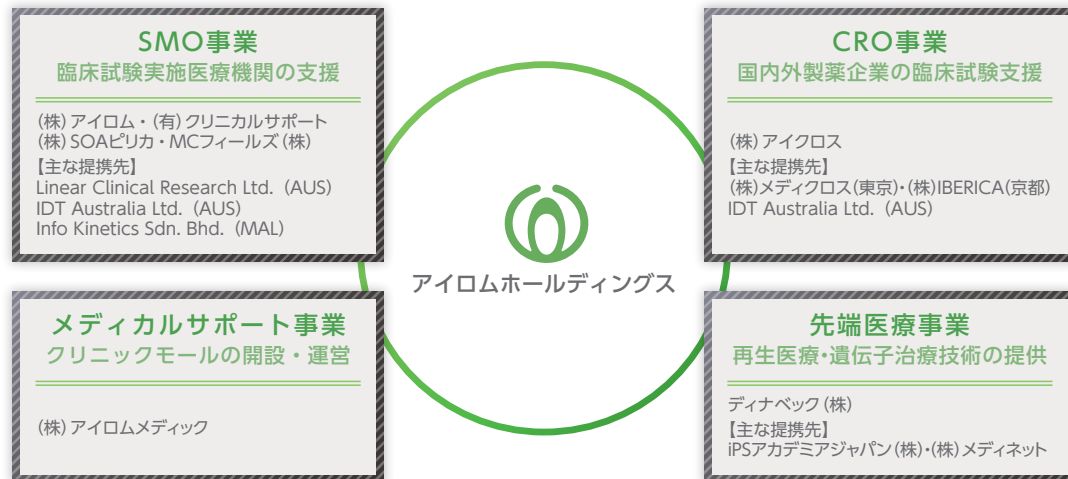 SMO事業
臨床試験実施医療機関の支援
(株)アイロム・(有)クリニカルサポート
(株)SOAピリカ・MCフィールズ(株)
【主な提携先】
Linear Clinical Research Ltd. (AUS)
IDT Australia Ltd. (AUS)
Info Kinetics Sdn. Bhd. (MAL)
CRO事業
国内外製薬企業の臨床試験支援
(株)アイクロス
【主な提携先】
(株)メディクロス(東京)・(株)IBERICA(京都)
IDT Australia Ltd. (AUS)
アイロムホールディングス
メディカルサポート事業
クリニックモールの開設・運営
(株)アイロムメディック
先端医療事業
再生医療・遺伝子治療技術の提供
ディナベック(株)
【主な提携先】
iPSアカデミアジャパン(株)・(株)メディネット